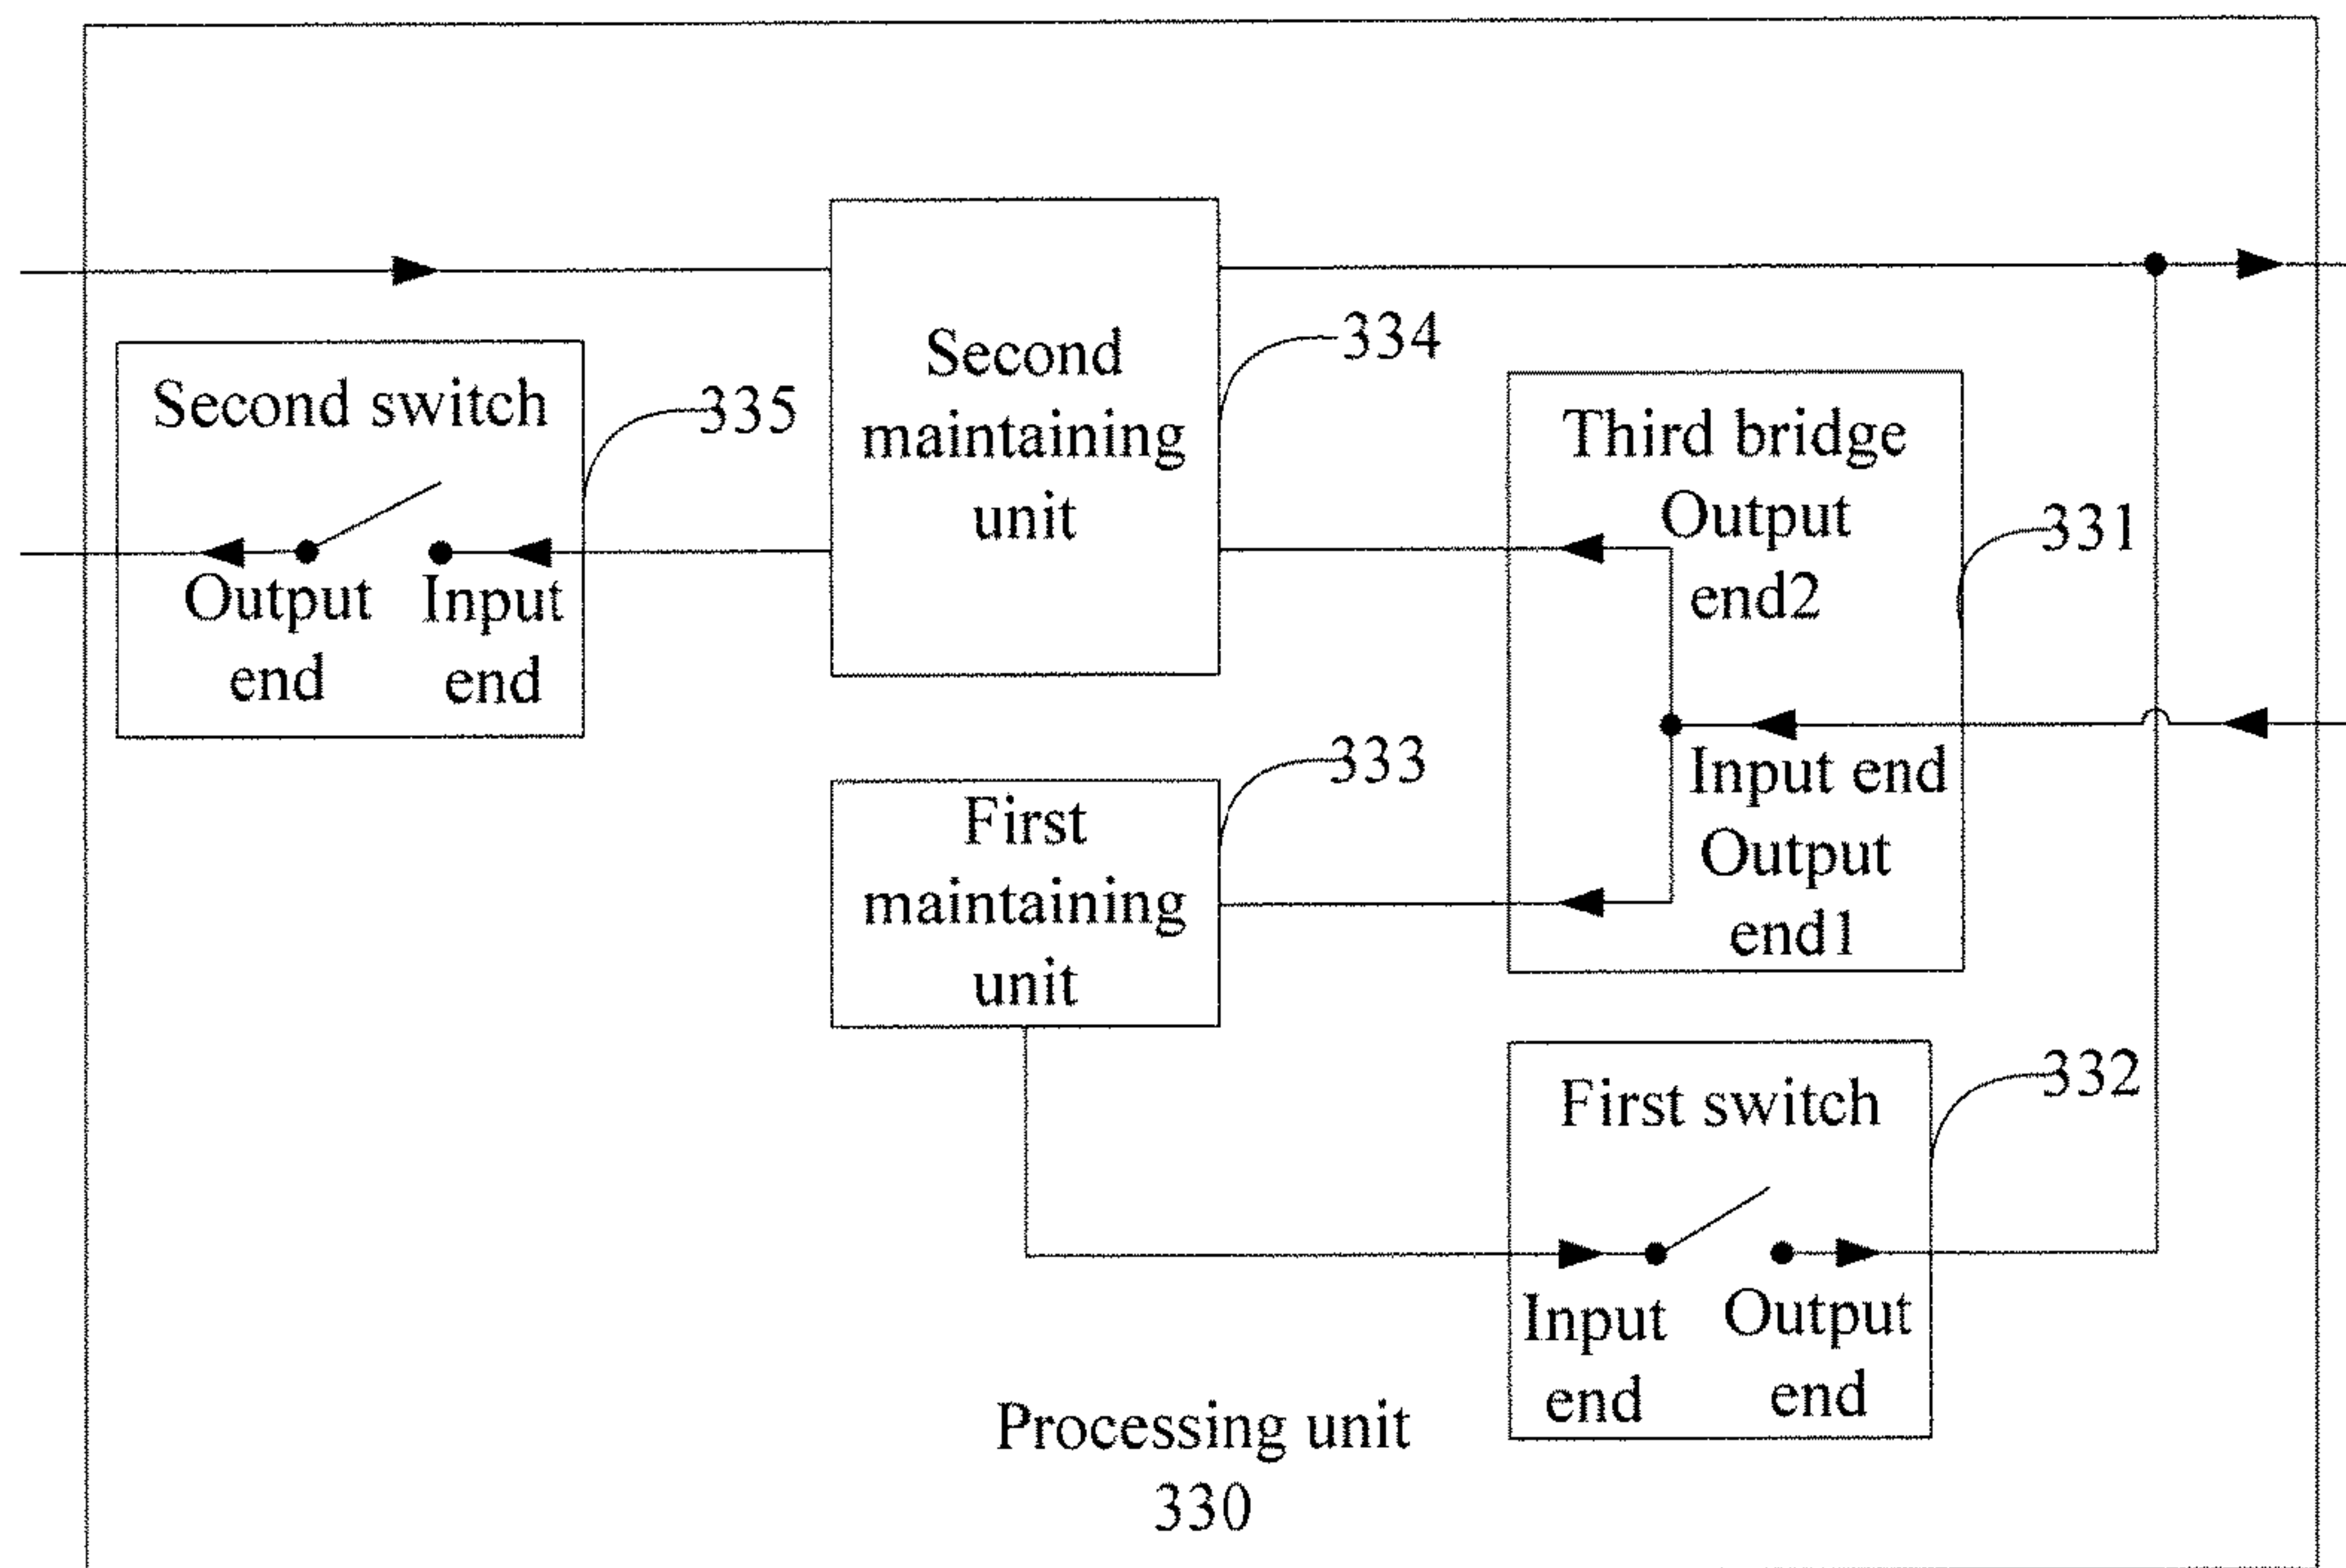 Second
maintaining
unit
334
Second switch
335
Output
end
Input
end
Third bridge
Output
end2
331
Input end
Output
end1
First
maintaining
unit
333
First switch
332
Input
end
Output
end
Processing unit
330